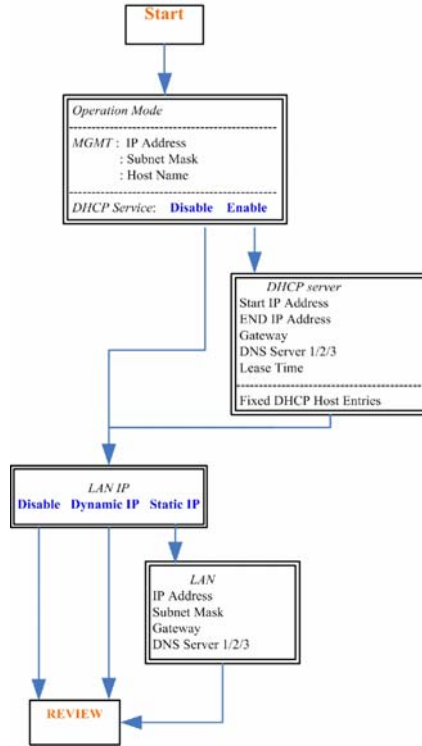 Start
Operation Mode
MGMT : IP Address
: Subnet Mask
: Host Name
DHCP Service: Disable Enable
DHCP server
Start IP Address
END IP Address
Gateway
DNS Server 1/2/3
Lease Time
Fixed DHCP Host Entries
LAN IP
Disable Dynamic IP Static IP
LAN
IP Address
Subnet Mask
Gateway
DNS Server 1/2/3
REVIEW